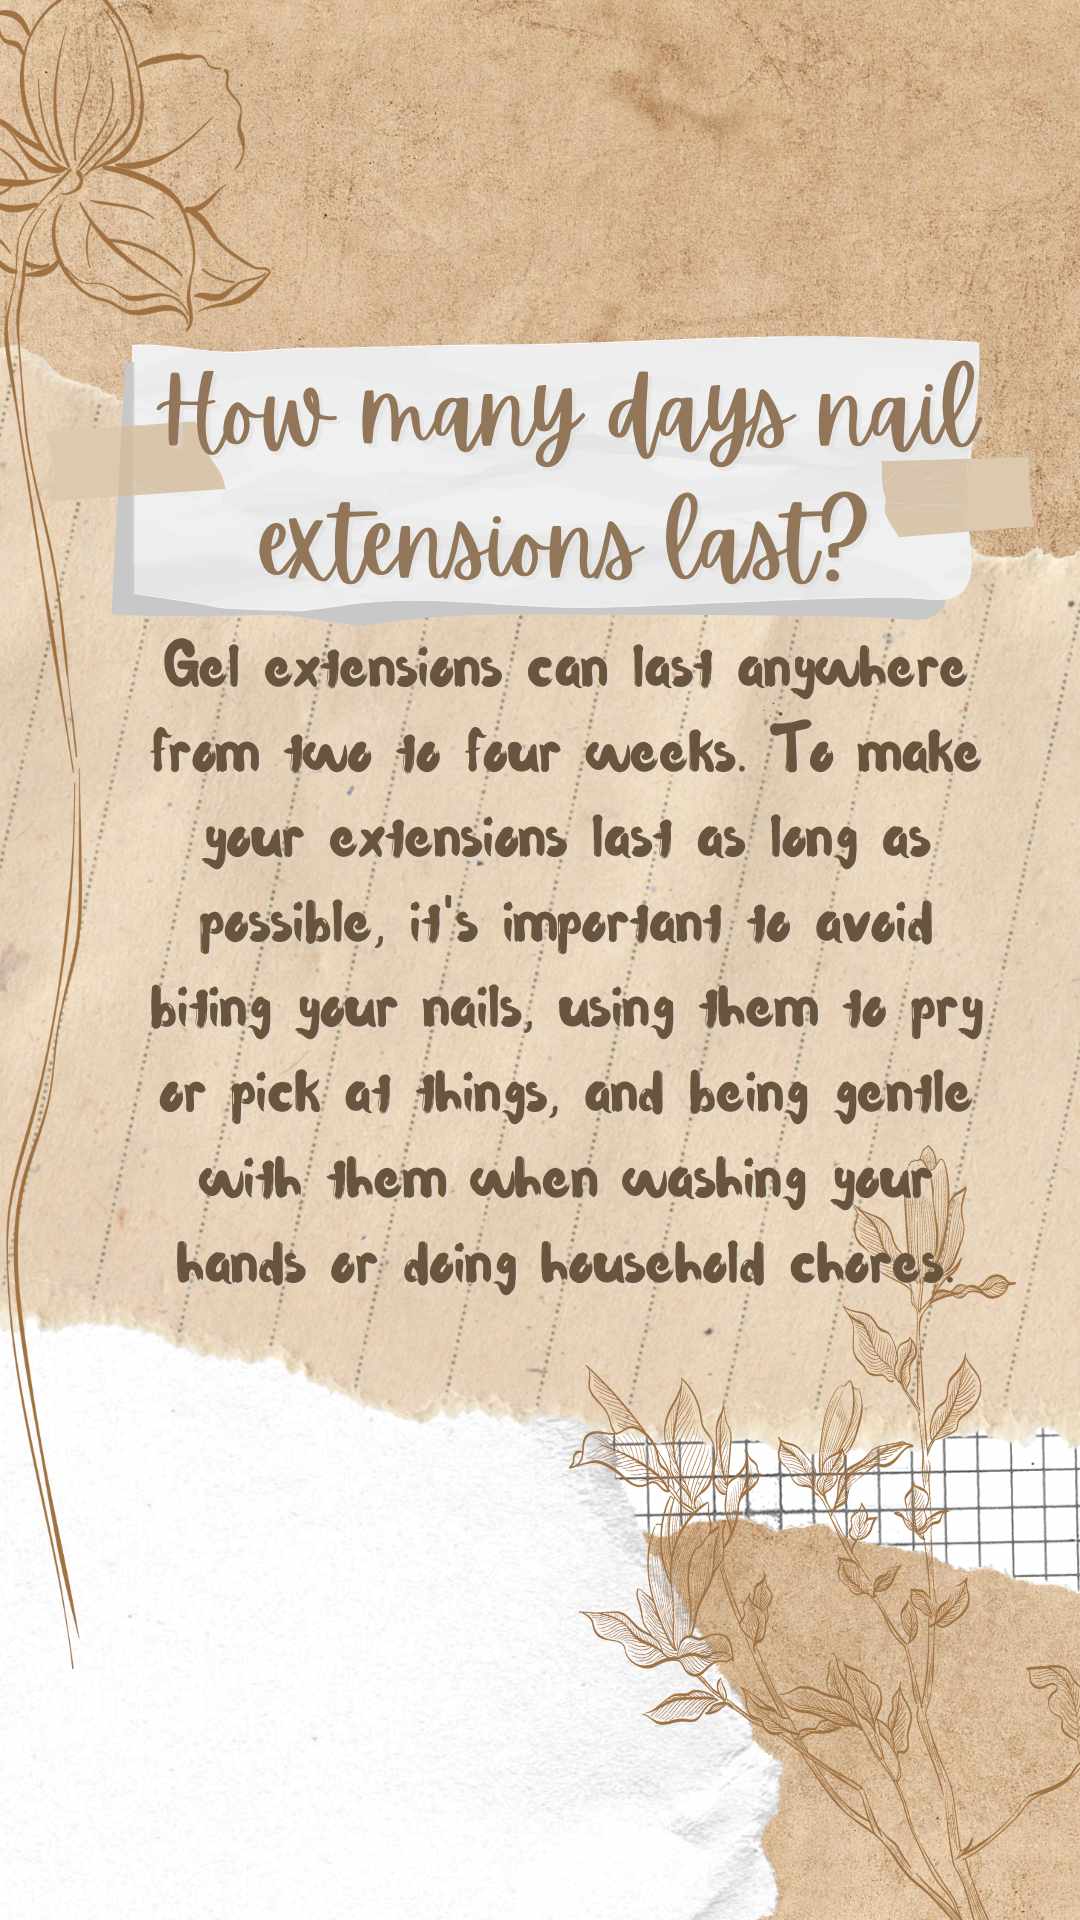 How many days nail
extensions last?
Gel extensions can last anywhere
from two to four weeks. To make
your extensions last as long as
possible, it's important to avoid
biting your nails, using them to pry
or pick at things, and being gentle
with them when washing your
hands or doing household chores.